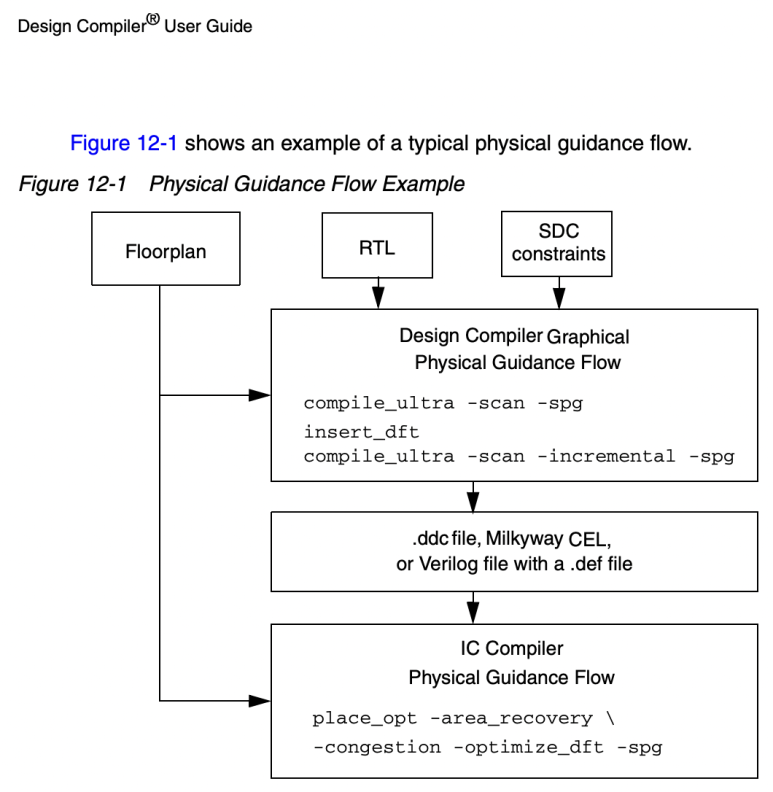 Design Compiler® User Guide
Figure 12-1 shows an example of a typical physical guidance flow.
Figure 12-1 Physical Guidance Flow Example
Floorplan
RTL
SDC
constraints
Design Compiler Graphical
Physical Guidance Flow
compile_ultra -scan -spg
insert_dft
compile_ultra -scan -incremental -spg
.ddc file, Milkyway CEL,
or Verilog file with a .def file
IC Compiler
Physical Guidance Flow
place_opt -area_recovery \
-congestion -optimize_dft -spg